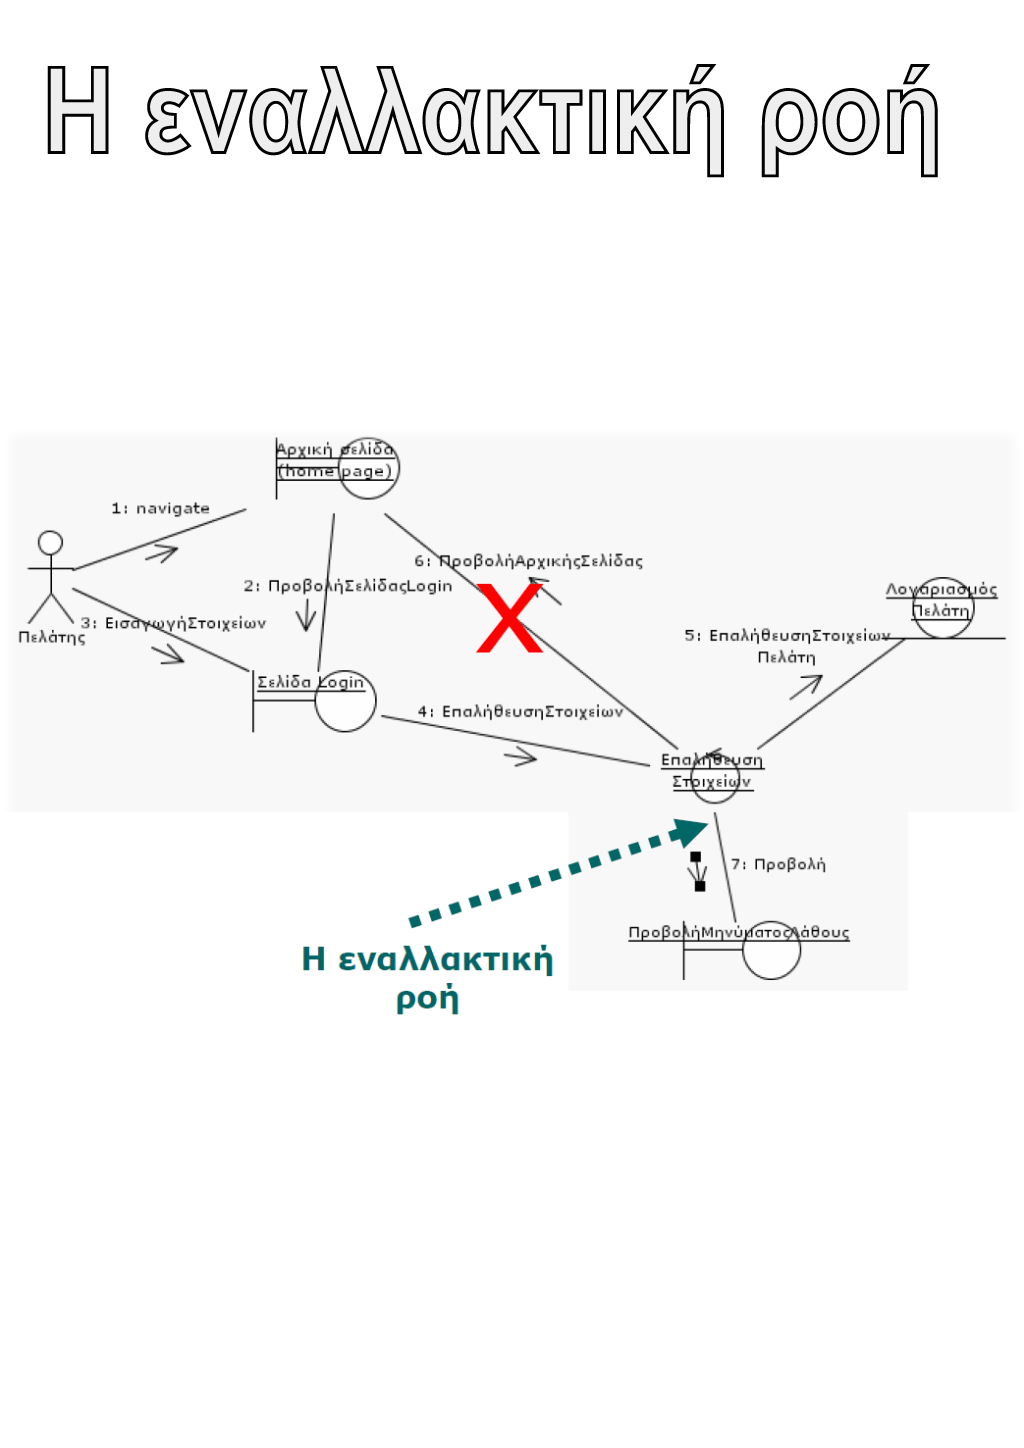 Η εναλλακτική ροή
Αρχική σελίδα
(home page)
1: navigate
6: ΠροβολήΑρχικήςΣελίδας
2: ΠροβολήΣελίδαςLogin
Λογαριασμός
Πελάτη
3: ΕισαγωγήΣτοιχείων
Πελάτης
5: ΕπαλήθευσηΣτοιχείων
Πελάτη
Σελίδα Login
4: ΕπαλήθευσηΣτοιχείων
X
Επαλήθευση
Στοιχείων
7: Προβολή
ΠροβολήΜηνύματοςΛάθους
Η εναλλακτική
ροή